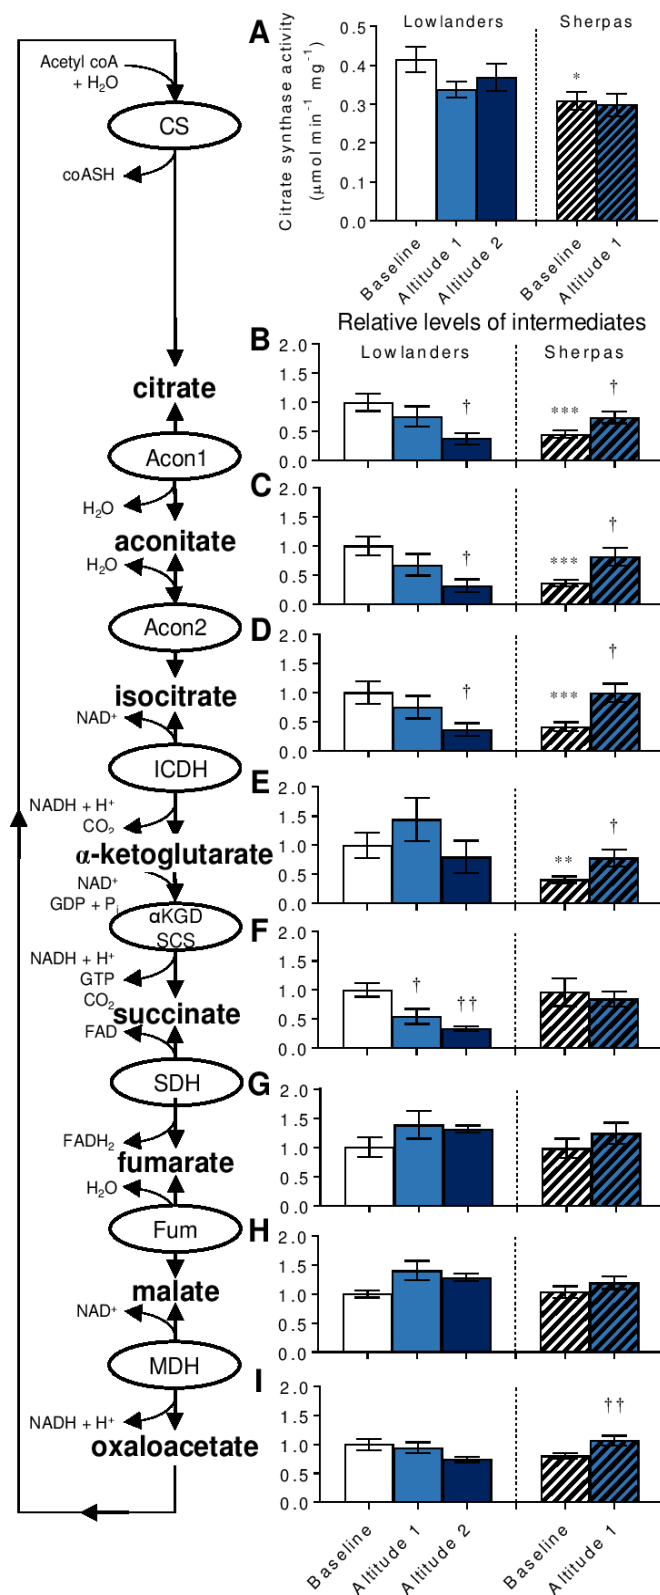 A
Lowlanders
Sherpas
Citrate synthase activity
(μmol min⁻¹ mg⁻¹)
0.5
0.4
0.3
0.2
0.1
0.0
*
Baseline
Altitude 1
Altitude 2
Baseline
Altitude 1
Acetyl coA
+ H₂O
CS
coASH
Relative levels of intermediates
B
Lowlanders
Sherpas
2.0
1.5
1.0
0.5
0.0
†
***
†
citrate
Acon1
H₂O
C
2.0
1.5
1.0
0.5
0.0
†
***
†
aconitate
H₂O
Acon2
D
2.0
1.5
1.0
0.5
0.0
†
***
†
isocitrate
NAD⁺
ICDH
NADH + H⁺
CO₂
E
2.0
1.5
1.0
0.5
0.0
**
†
α-ketoglutarate
NAD⁺
GDP + Pᵢ
αKGD
SCS
NADH + H⁺
GTP
CO₂
F
2.0
1.5
1.0
0.5
0.0
†
††
succinate
FAD
SDH
FADH₂
G
2.0
1.5
1.0
0.5
0.0
fumarate
H₂O
Fum
H
2.0
1.5
1.0
0.5
0.0
malate
NAD⁺
MDH
NADH + H⁺
I
2.0
1.5
1.0
0.5
0.0
††
oxaloacetate
Baseline
Altitude 1
Altitude 2
Baseline
Altitude 1